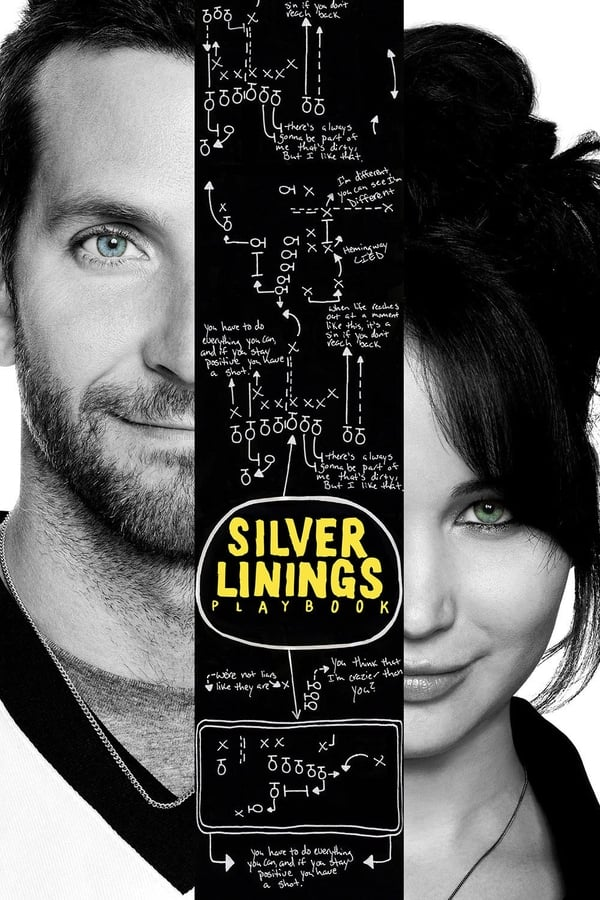 sin if you don't
reach back
there's always
gonna be part of
me that's dirty,
But I like that,
I'm different,
you can see I'm
Different
Hemingway
LIED
when life reaches
out at a moment
like this, it's a
sin if you don't
reach back
you have to do
everything you can,
and if you stay
positive you have
a shot.
there's always
gonna be part of
me that's dirty,
But I like that,
SILVER
LININGS
PLAYBOOK
we're not liars
like they are
You think that
I'm crazier than
you?
you have to do everything
you can, and if you stay
positive you have
a shot.